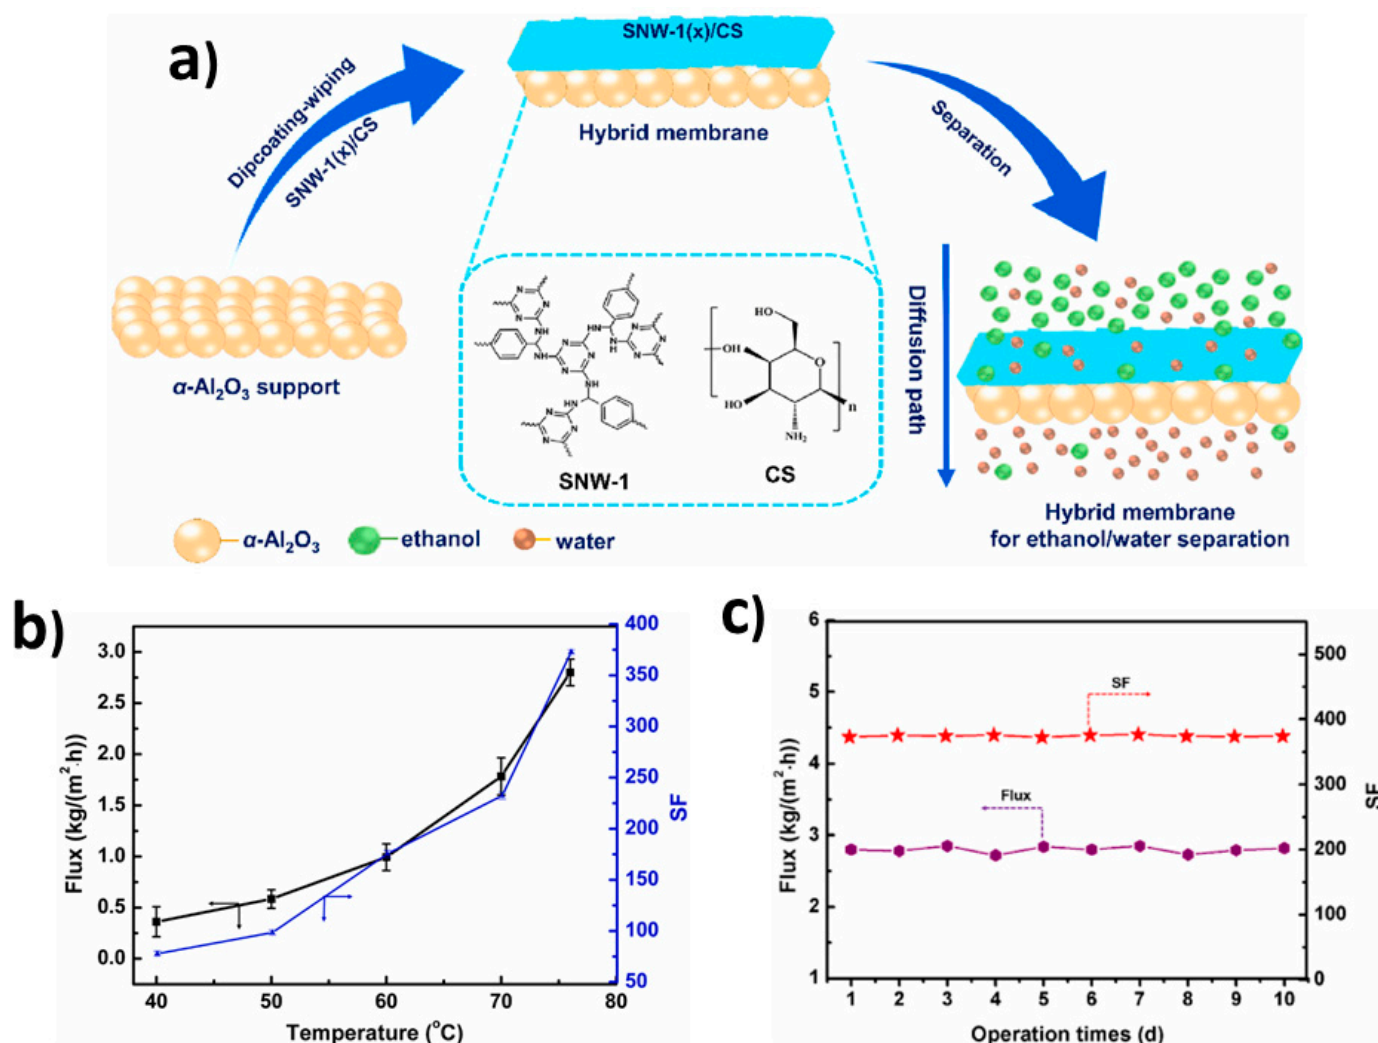 a)
SNW-1(x)/CS
Dipcoating-wiping
SNW-1(x)/CS
Hybrid membrane
Separation
α-Al₂O₃ support
Diffusion path
N
N
N
NH
HN
H
HO
OH
O
HO
NH₂
n
SNW-1
CS
Hybrid membrane
for ethanol/water separation
α-Al₂O₃
ethanol
water
b)
Flux (kg/(m²·h))
3.0
2.5
2.0
1.5
1.0
0.5
0.0
400
350
300
250
200
150
100
50
SF
40 50 60 70 80
Temperature (°C)
c)
Flux (kg/(m²·h))
6
5
4
3
2
1
500
400
300
200
100
0
SF
SF
Flux
1 2 3 4 5 6 7 8 9 10
Operation times (d)